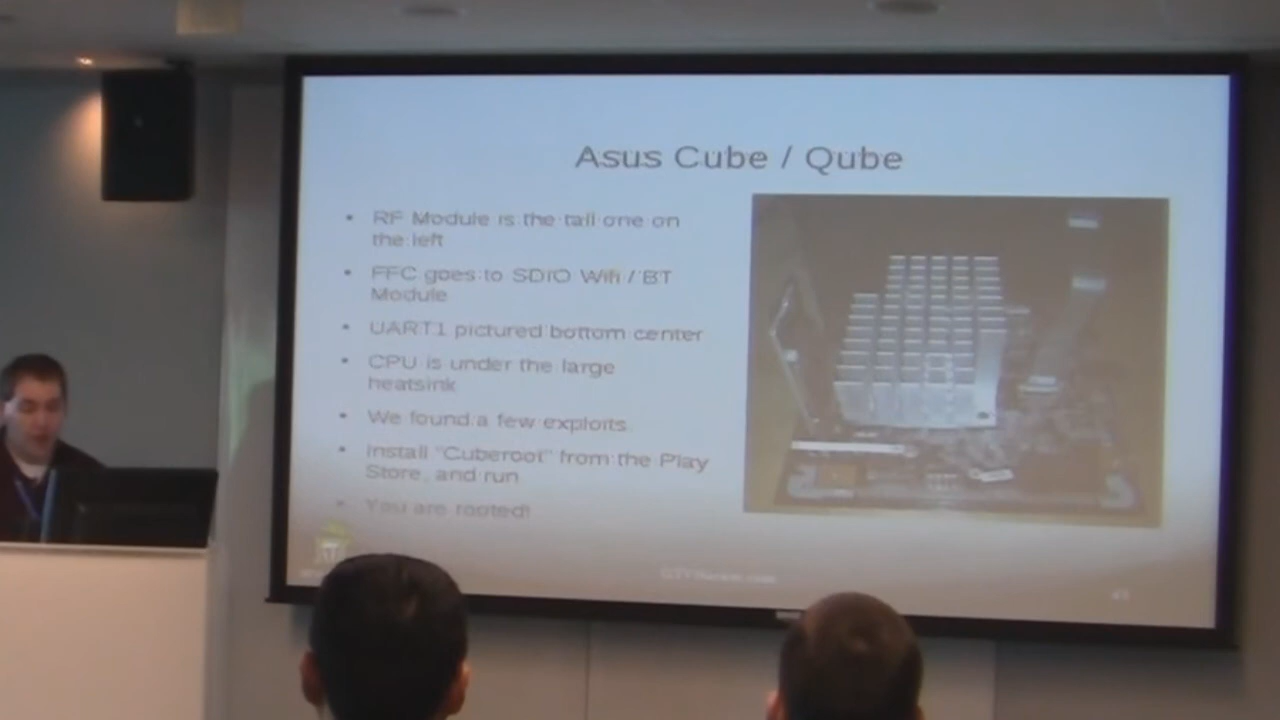 Asus Cube / Qube
• RF Module is the tall one on
the left
• FFC goes to SDIO Wifi / BT
Module
• UART1 pictured bottom center
• CPU is under the large
heatsink
• We found a few exploits
• Install "Cuberoot" from the Play
Store, and run
• You are rooted!